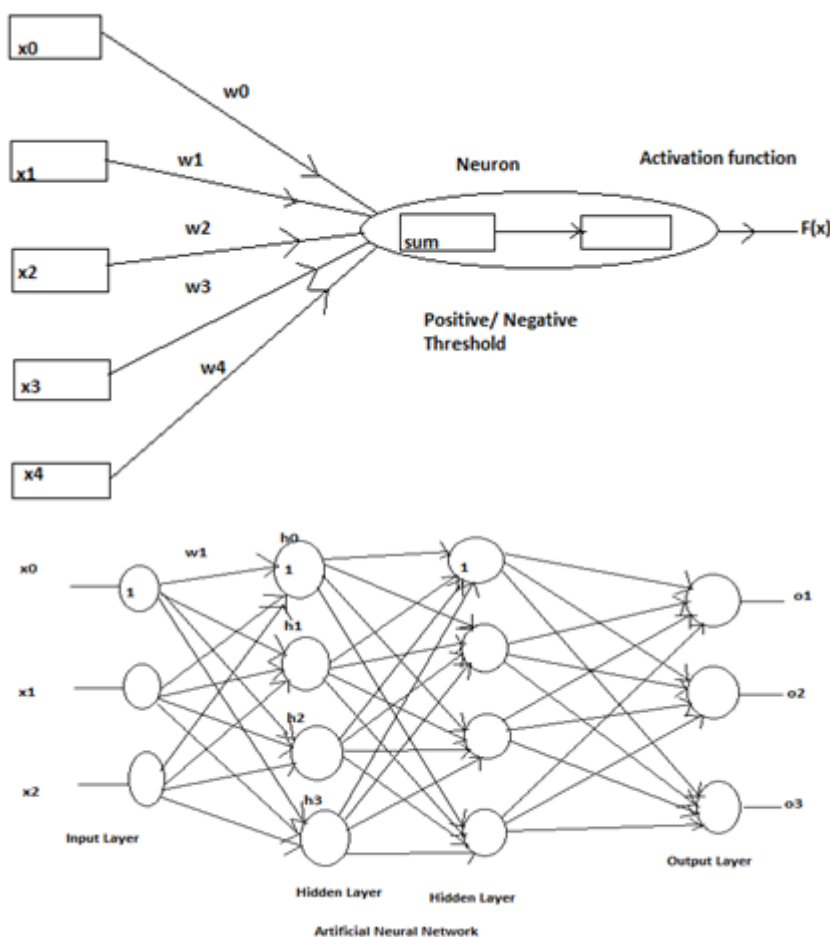 x0
w0
x1
w1
Neuron
Activation function
w2
sum
F(x)
x2
w3
Positive/ Negative
Threshold
x3
w4
x4
x0
w1
h0
1
1
1
o1
h1
x1
h2
o2
x2
h3
o3
Input Layer
Output Layer
Hidden Layer
Hidden Layer
Artificial Neural Network